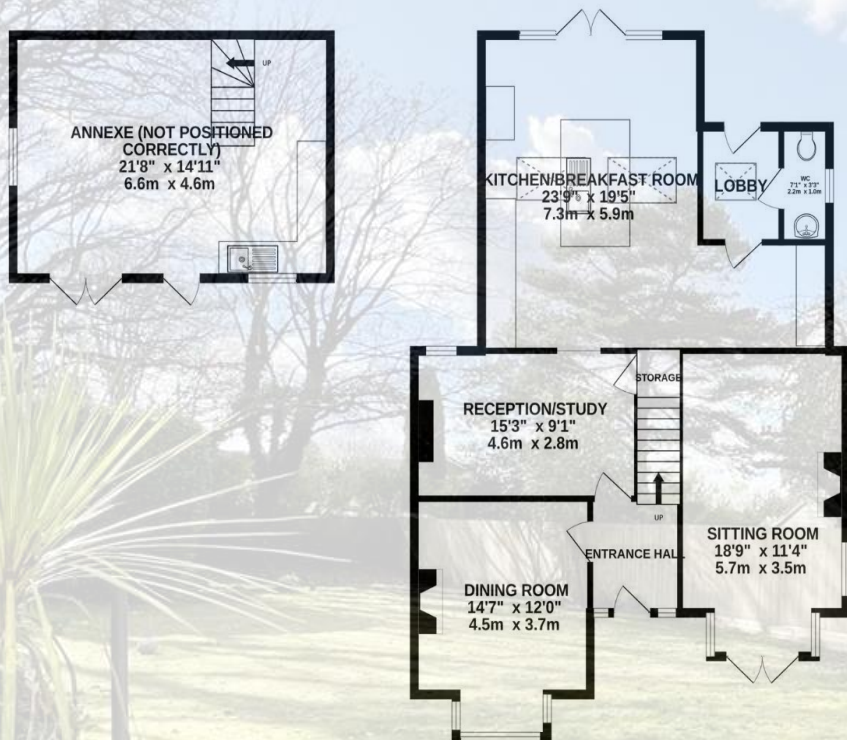 UP
ANNEXE (NOT POSITIONED
CORRECTLY)
21'8" x 14'11"
6.6m x 4.6m
KITCHEN/BREAKFAST ROOM
23'9" x 19'5"
7.3m x 5.9m
LOBBY
WC
7'1" x 3'3"
2.2m x 1.0m
STORAGE
RECEPTION/STUDY
15'3" x 9'1"
4.6m x 2.8m
UP
ENTRANCE HALL
SITTING ROOM
18'9" x 11'4"
5.7m x 3.5m
DINING ROOM
14'7" x 12'0"
4.5m x 3.7m